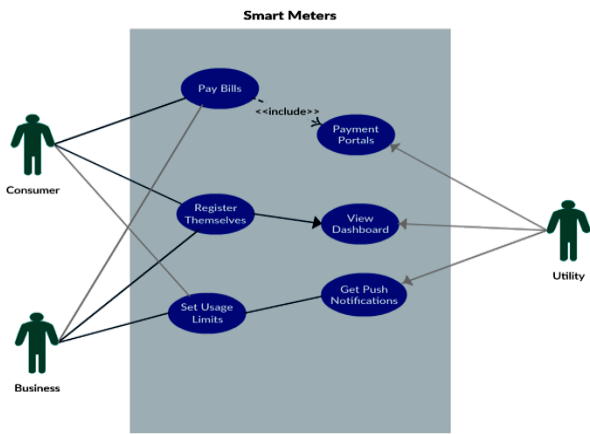 Smart Meters
Pay Bills
<<include>>
Payment
Portals
Consumer
Register
Themselves
View
Dashboard
Utility
Get Push
Notifications
Set Usage
Limits
Business